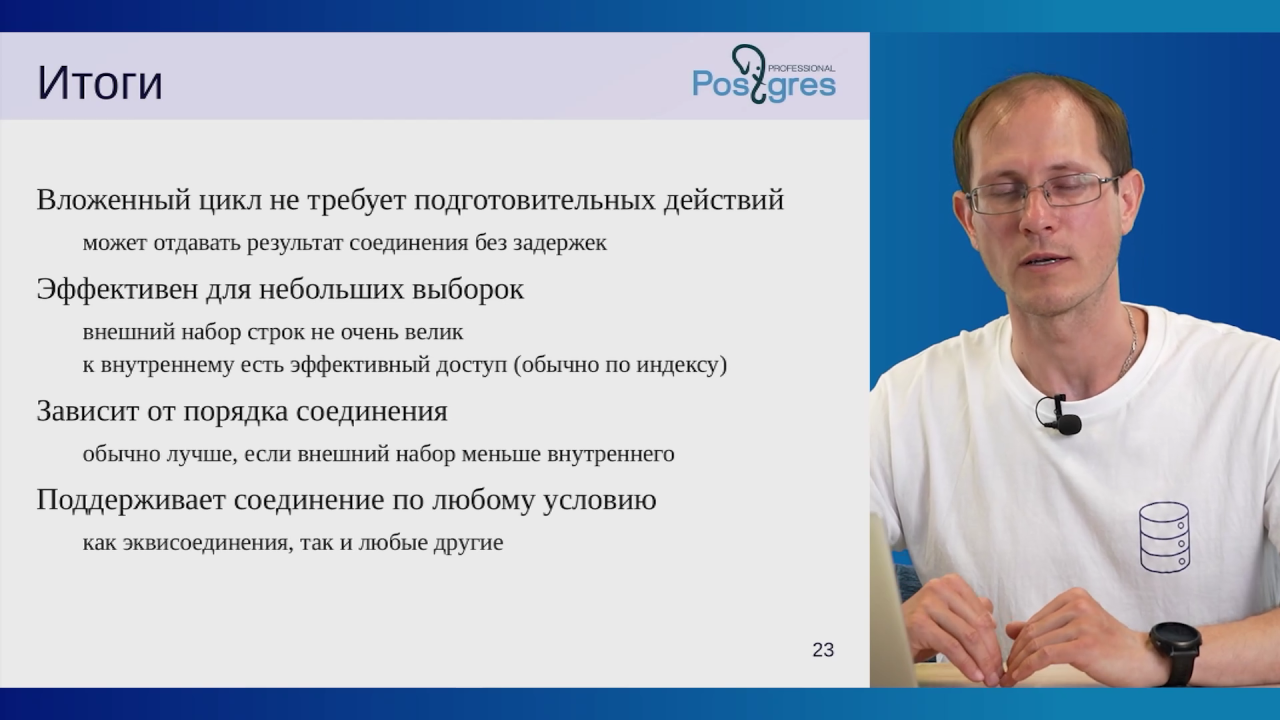 Итоги
PROFESSIONAL
Postgres
Вложенный цикл не требует подготовительных действий
может отдавать результат соединения без задержек
Эффективен для небольших выборок
внешний набор строк не очень велик
к внутреннему есть эффективный доступ (обычно по индексу)
Зависит от порядка соединения
обычно лучше, если внешний набор меньше внутреннего
Поддерживает соединение по любому условию
как эквисоединения, так и любые другие
23